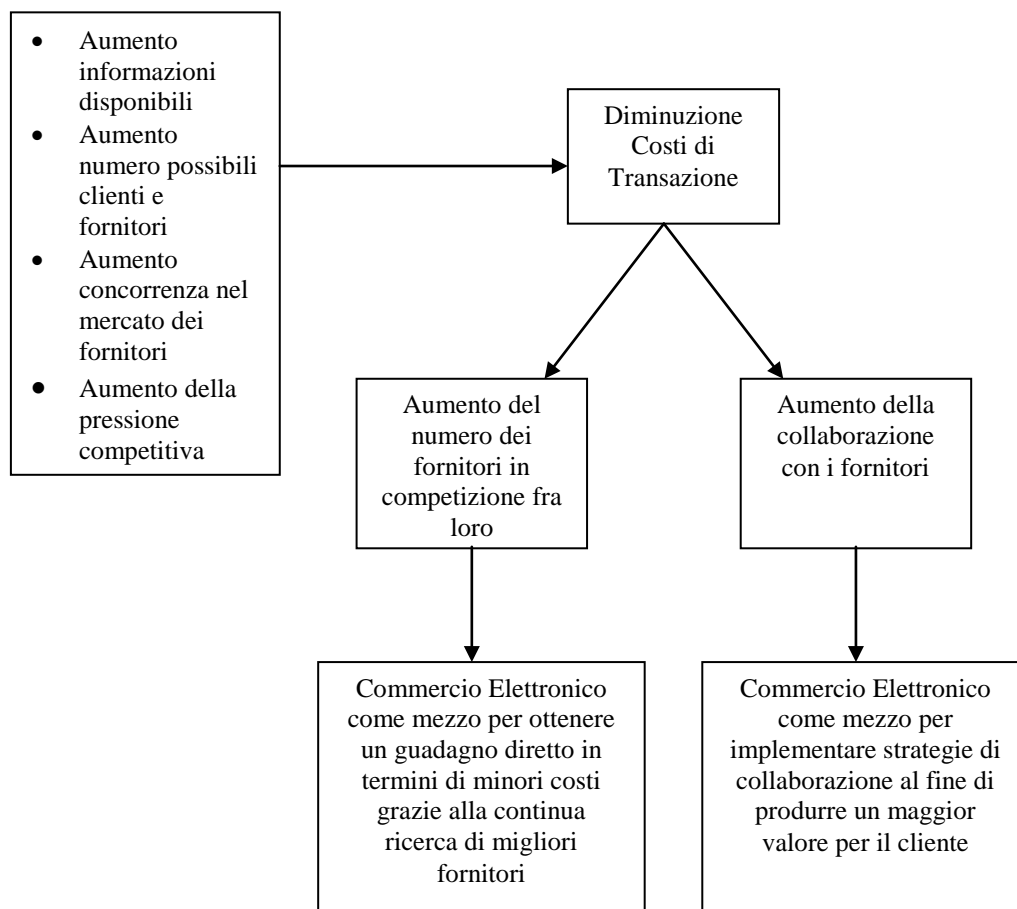 • Aumento
informazioni
disponibili
• Aumento
numero possibili
clienti e
fornitori
• Aumento
concorrenza nel
mercato dei
fornitori
• Aumento della
pressione
competitiva
Diminuzione
Costi di
Transazione
Aumento del
numero dei
fornitori in
competizione fra
loro
Aumento della
collaborazione
con i fornitori
Commercio Elettronico
come mezzo per ottenere
un guadagno diretto in
termini di minori costi
grazie alla continua
ricerca di migliori
fornitori
Commercio Elettronico
come mezzo per
implementare strategie di
collaborazione al fine di
produrre un maggior
valore per il cliente